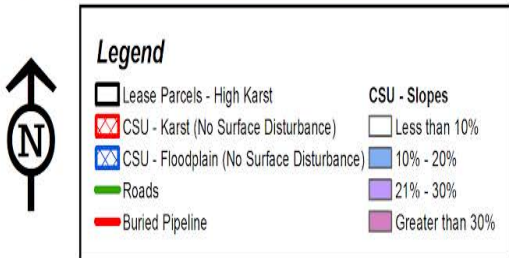 N
Legend
Lease Parcels - High Karst
CSU - Karst (No Surface Disturbance)
CSU - Floodplain (No Surface Disturbance)
Roads
Buried Pipeline
CSU - Slopes
Less than 10%
10% - 20%
21% - 30%
Greater than 30%